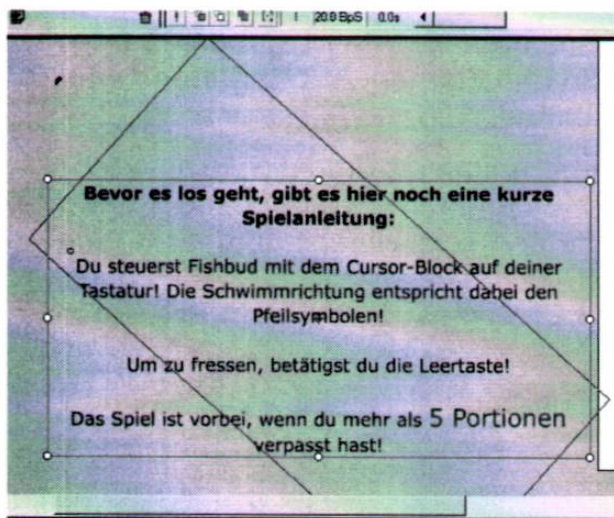 20.0 BpS 0.0s
Bevor es los geht, gibt es hier noch eine kurze
Spielanleitung:
Du steuerst Fishbud mit dem Cursor-Block auf deiner
Tastatur! Die Schwimmrichtung entspricht dabei den
Pfeilsymbolen!
Um zu fressen, betätigst du die Leertaste!
Das Spiel ist vorbei, wenn du mehr als 5 Portionen
verpasst hast!